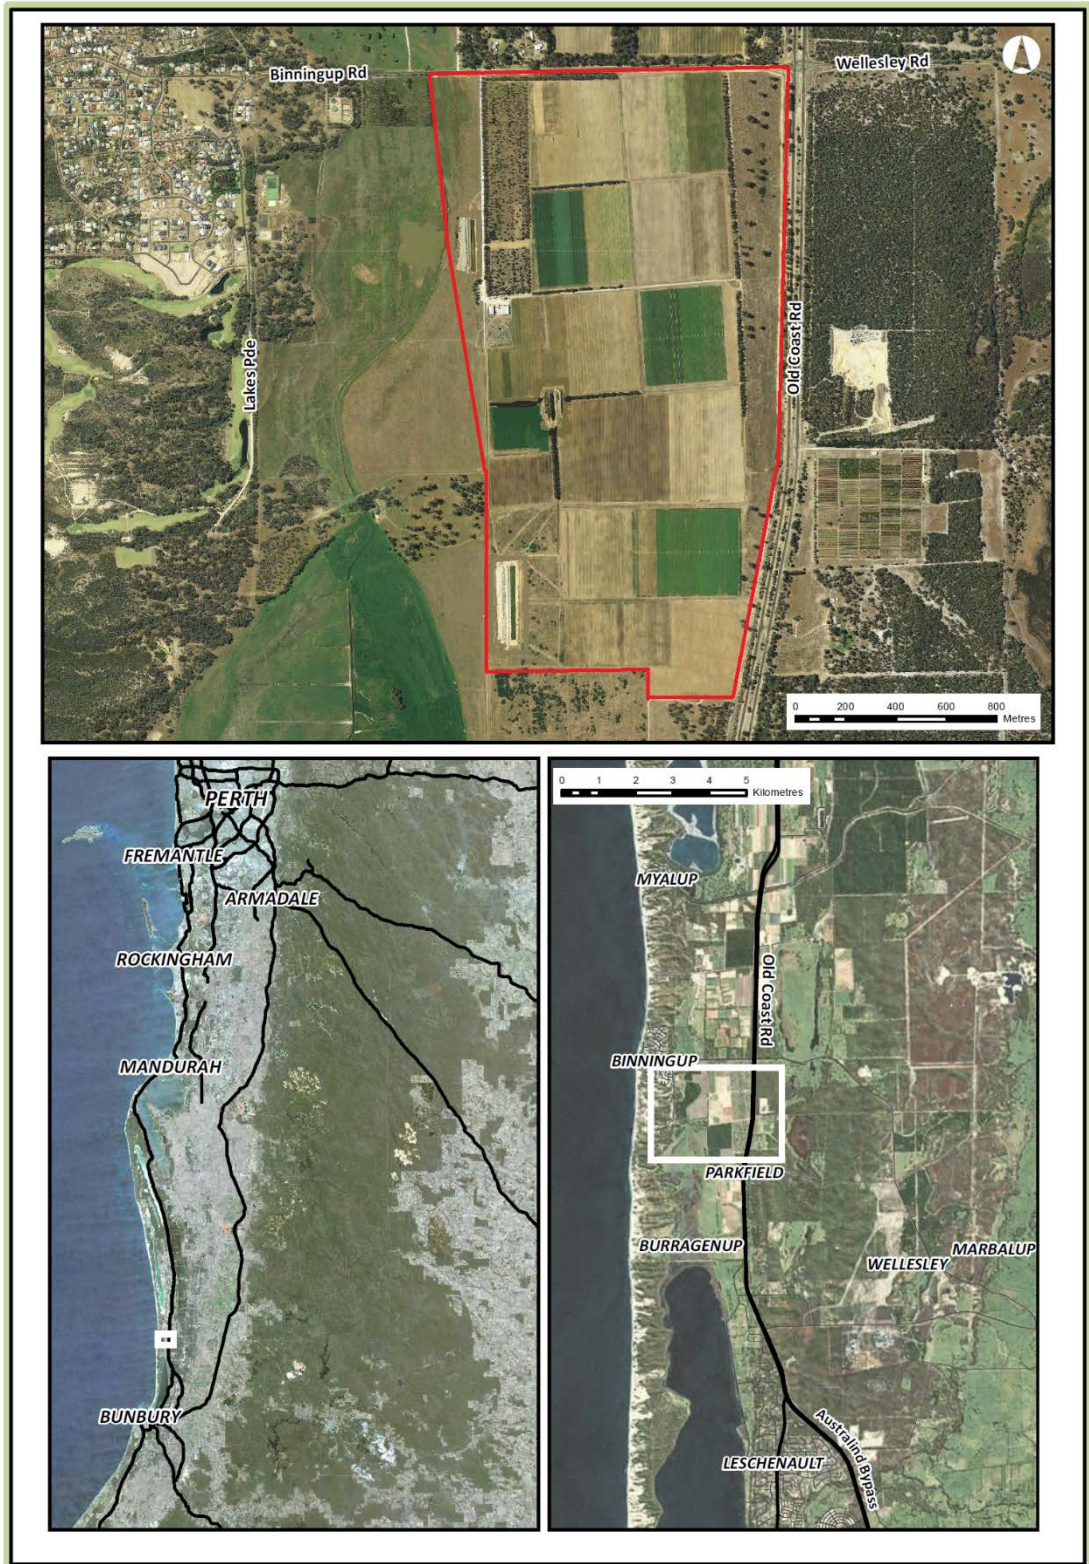 Binningup Rd
Wellesley Rd
Lakes Pde
Old Coast Rd
0 200 400 600 800
Metres
PERTH
FREMANTLE
ARMADALE
ROCKINGHAM
MANDURAH
BUNBURY
0 1 2 3 4 5
Kilometres
MYALUP
Old Coast Rd
BINNINGUP
PARKFIELD
BURRAGENUP
WELLESLEY
MARBALUP
LESCHENAULT
Australind Bypass